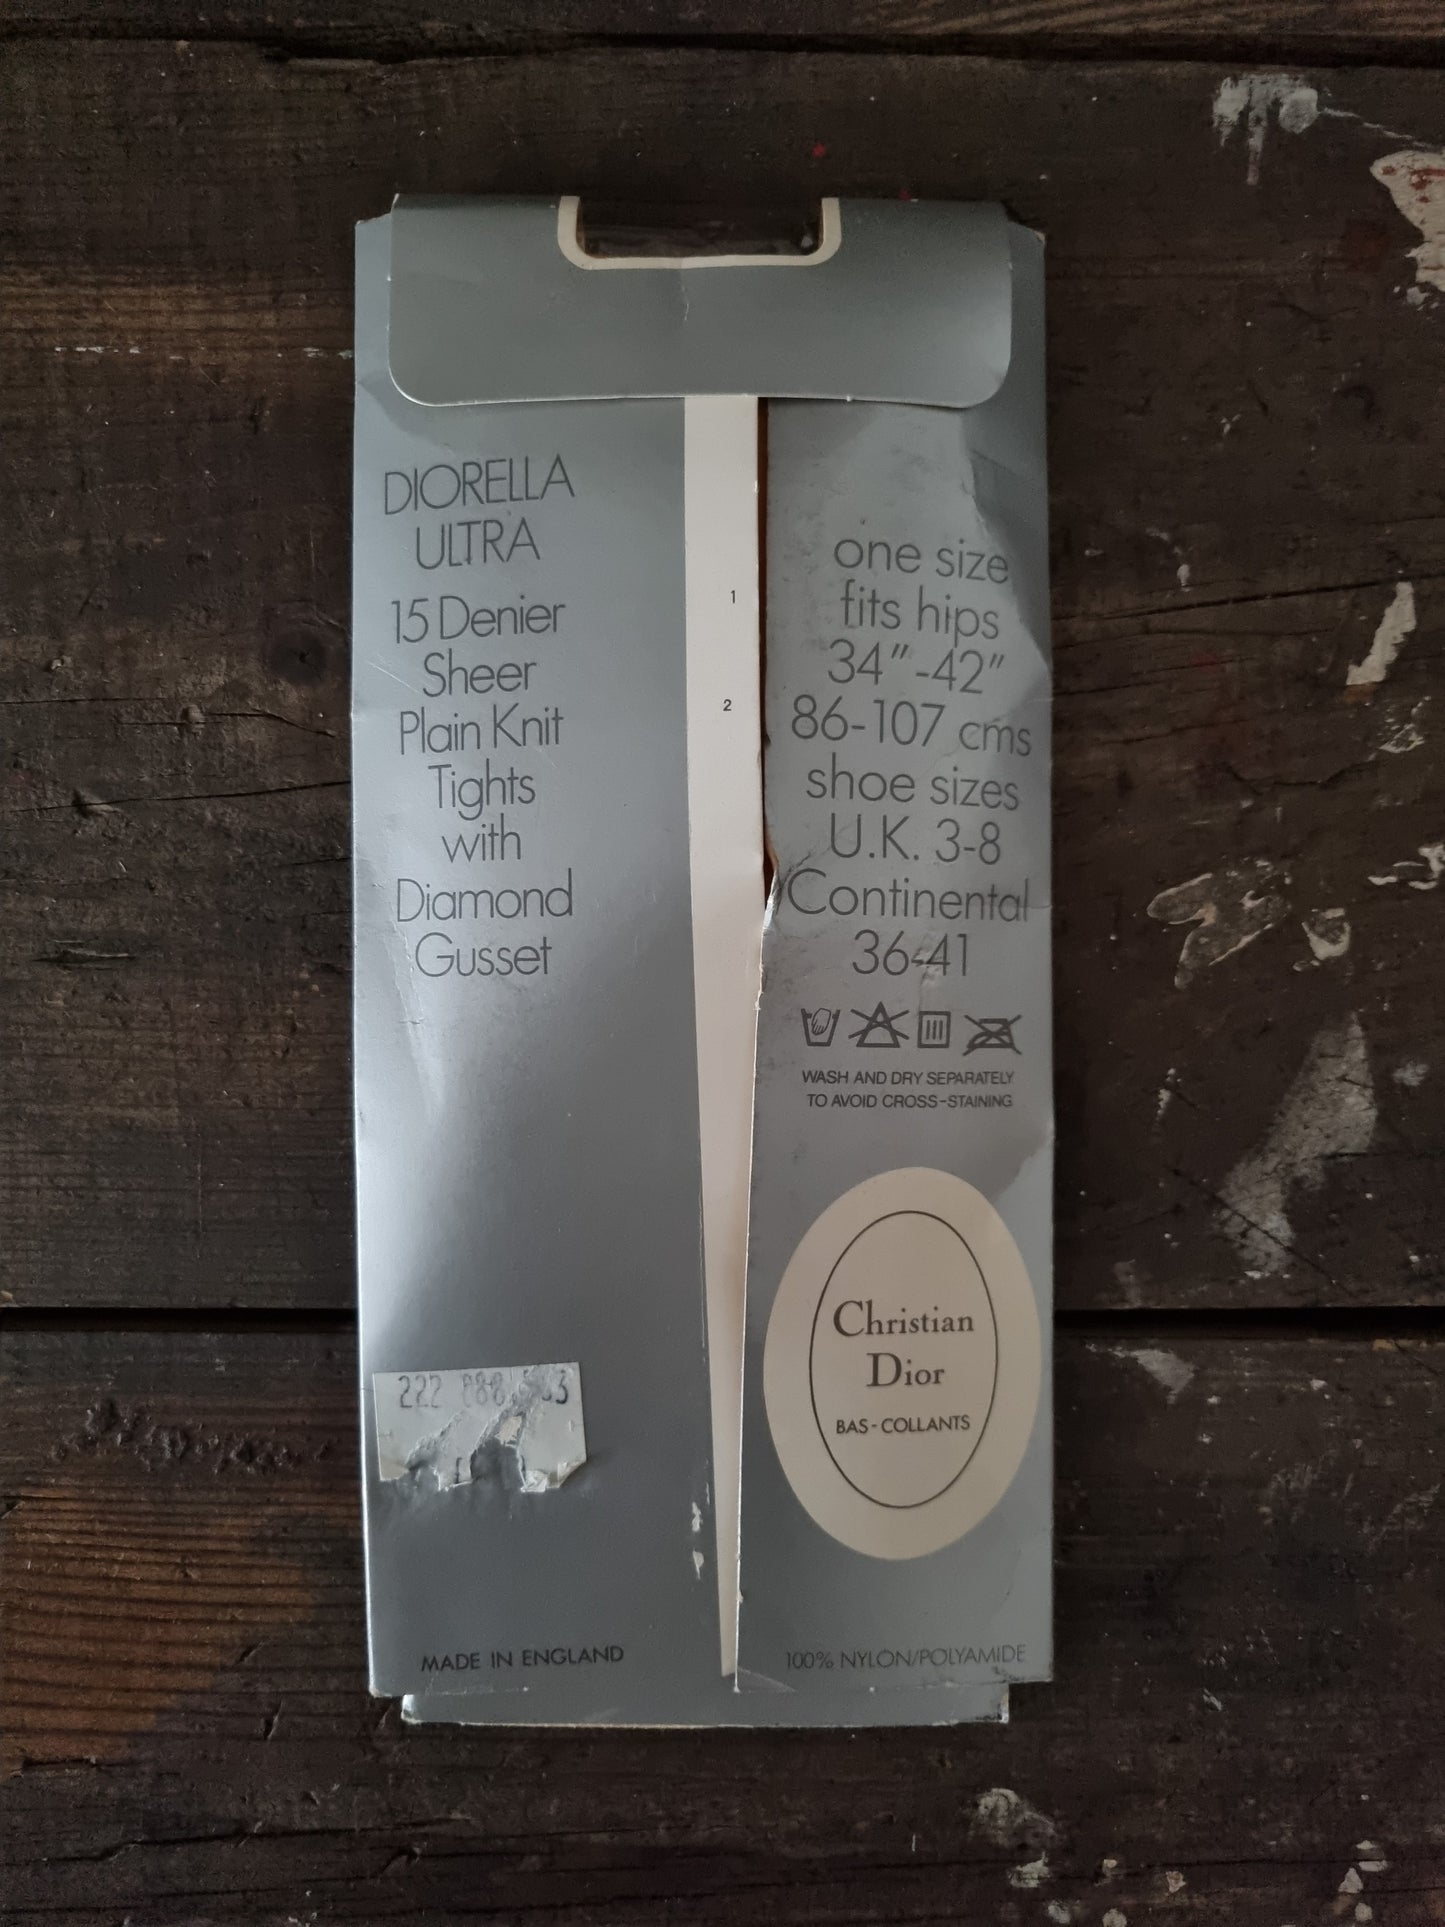 DIORELLA
ULTRA
15 Denier
Sheer
Plain Knit
Tights
with
Diamond
Gusset
222
MADE IN ENGLAND
1
2
one size
fits hips
34"-42"
86-107 cms
shoe sizes
U.K. 3-8
Continental
36-41
WASH AND DRY SEPARATELY
TO AVOID CROSS-STAINING
Christian
Dior
BAS-COLLANTS
100% NYLON/POLYAMIDE